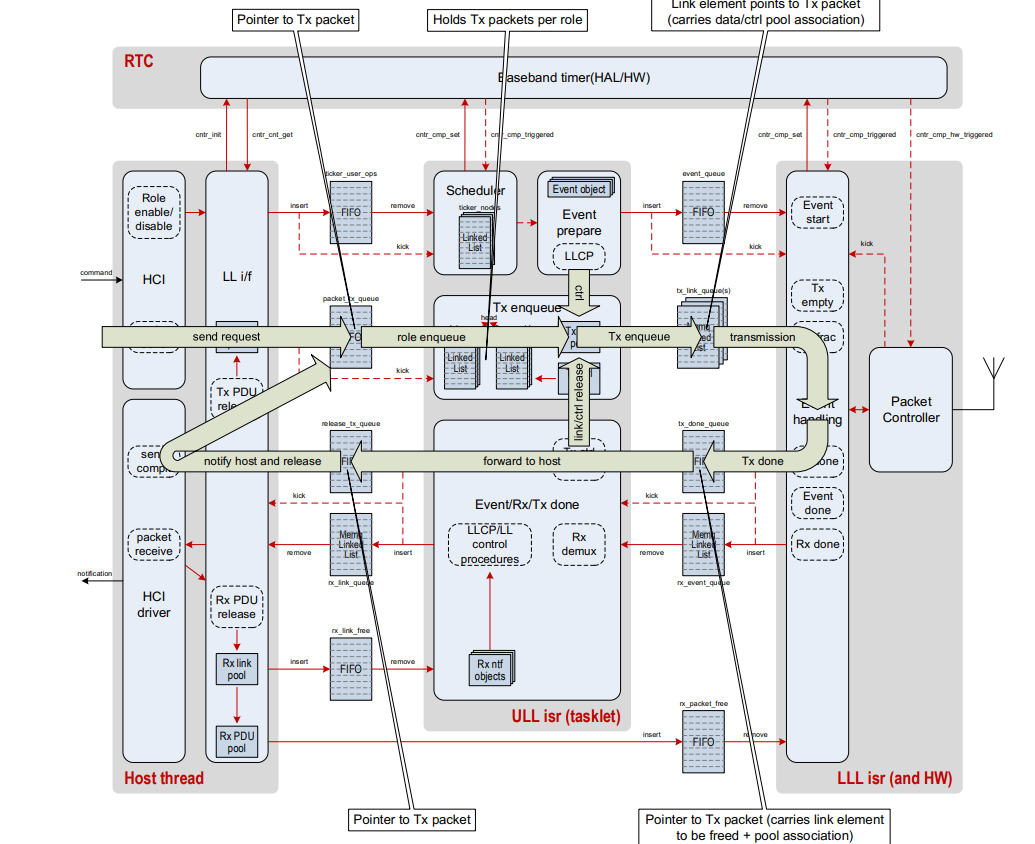 Link element points to Tx packet
(carries data/ctrl pool association)
Pointer to Tx packet
Holds Tx packets per role
RTC
Baseband timer(HAL/HW)
cntr_init
cntr_cnt_get
cntr_cmp_set
cntr_cmp_triggered
cntr_cmp_set
cntr_cmp_triggered
cntr_cmp_hw_triggered
ticker_user_ops
event_queue
Role
enable/
disable
insert
FIFO
remove
Scheduler
ticker_nodes
Linked
List
Event object
Event
prepare
LLCP
insert
FIFO
remove
Event
start
kick
kick
kick
command
HCI
LL i/f
ctrl
Tx
empty
packet_tx_queue
Tx enqueue
head
tx_link_queue(s)
send request
role enqueue
Tx enqueue
transmission
Linked
List
Linked
List
kick
Tx PDU
link/ctrl release
Packet
Controller
handling
release_tx_queue
tx_done_queue
notify host and release
forward to host
Tx done
Event/Rx/Tx done
kick
kick
Event
done
packet
receive
remove
Memq
Linked
List
insert
LLCP/LL
control
procedures
Rx
demux
remove
Memq
Linked
List
insert
Rx done
rx_link_queue
rx_event_queue
notification
HCI
driver
Rx PDU
release
rx_link_free
Rx link
pool
insert
FIFO
remove
Rx ntf
objects
ULL isr (tasklet)
rx_packet_free
Rx PDU
pool
insert
FIFO
remove
Host thread
LLL isr (and HW)
Pointer to Tx packet
Pointer to Tx packet (carries link element
to be freed + pool association)